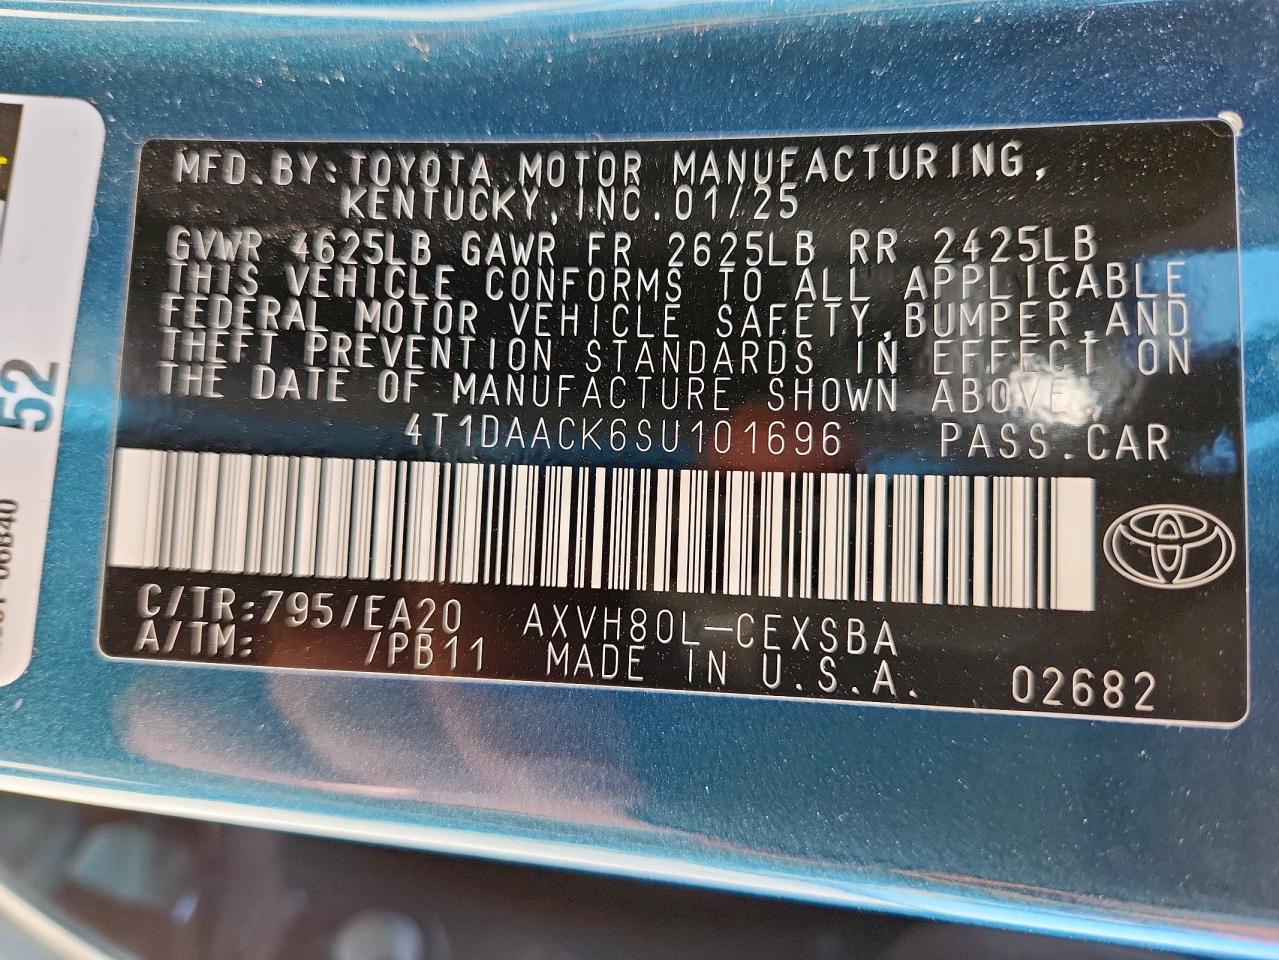 MFD.BY:TOYOTA MOTOR MANUFACTURING,
KENTUCKY,INC.01/25
GVWR 4625LB GAWR FR 2625LB RR 2425LB
THIS VEHICLE CONFORMS TO ALL APPLICABLE
FEDERAL MOTOR VEHICLE SAFETY,BUMPER,AND
THEFT PREVENTION STANDARDS IN EFFECT ON
THE DATE OF MANUFACTURE SHOWN ABOVE.
4T1DAACK6SU101696 PASS.CAR
C/TR:795/EA20 AXVH80L-CEXSBA
A/TM: /PB11 MADE IN U.S.A. 02682
52